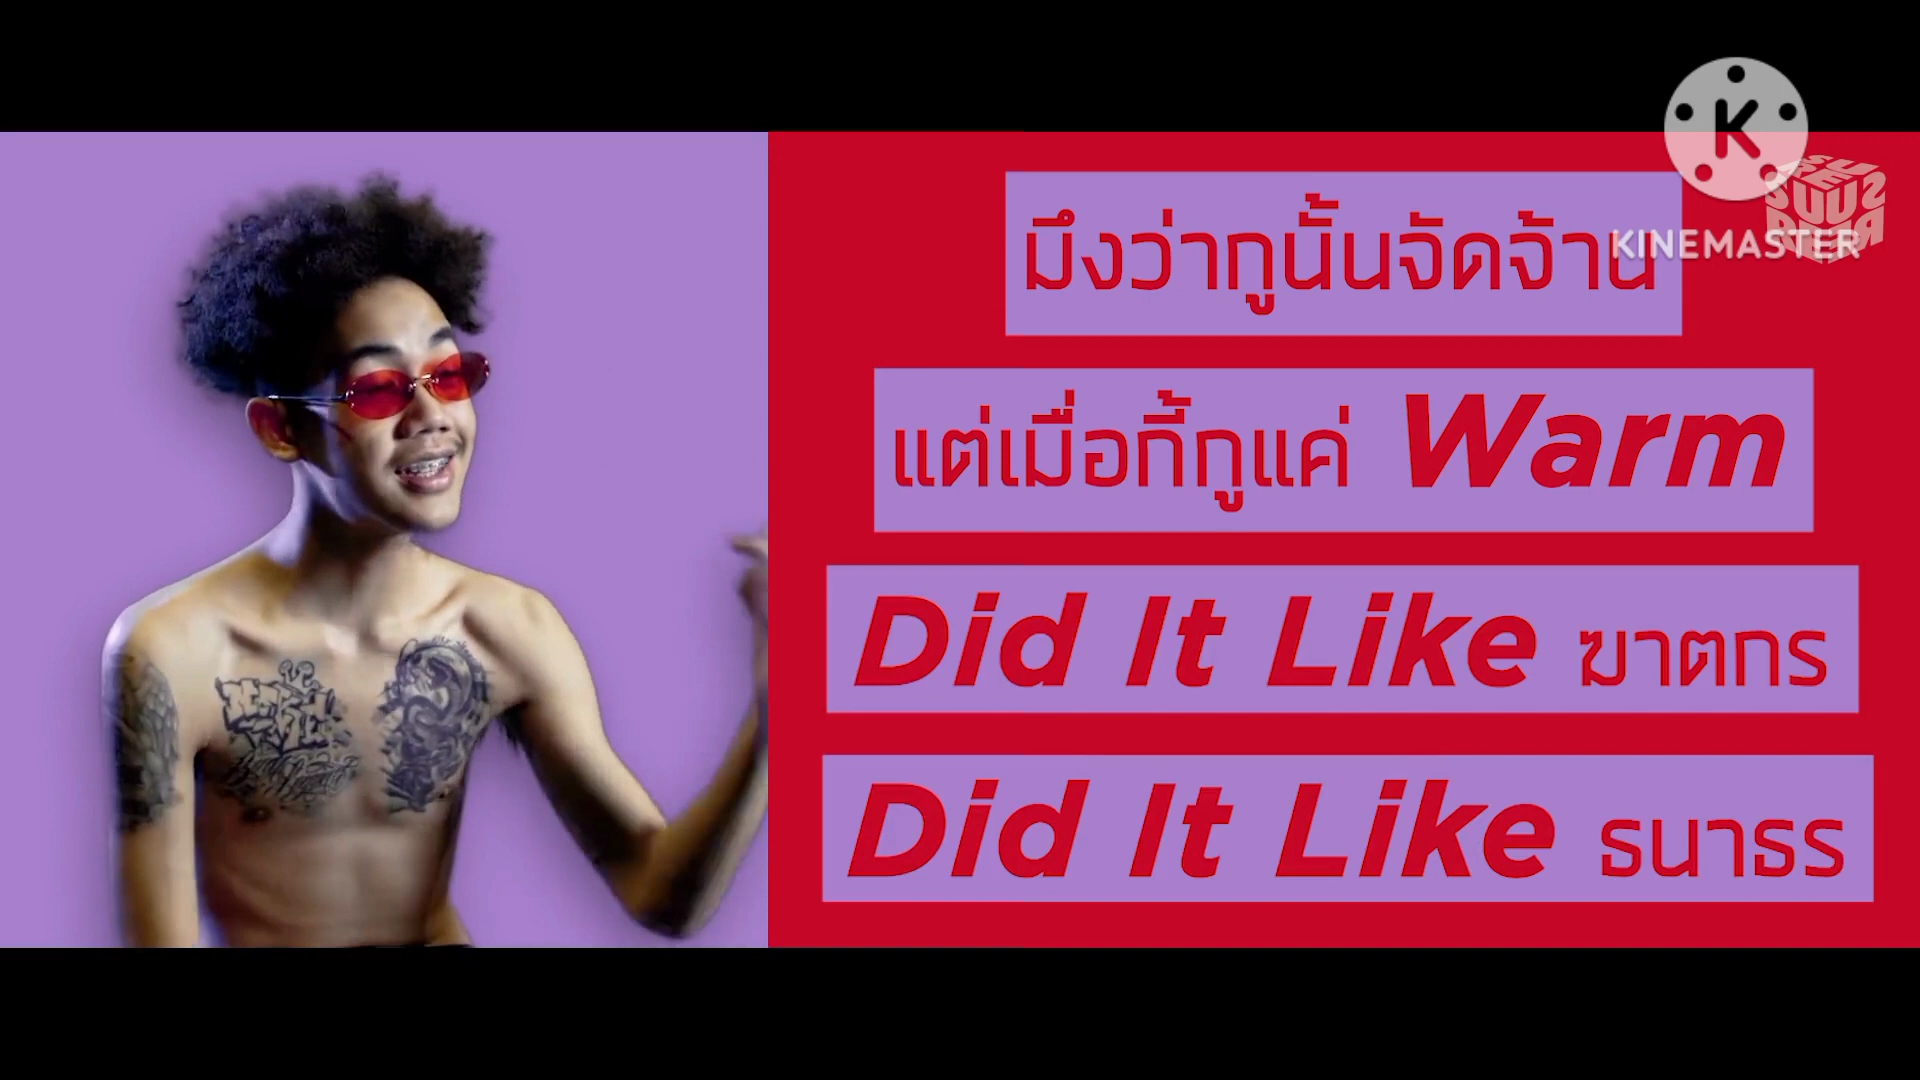 มึงว่ากูนั้นจัดจ้าน
KINEMASTER
แต่เมื่อกี้กูแค่ Warm
Did It Like ฆาตกร
Did It Like ธนาธร